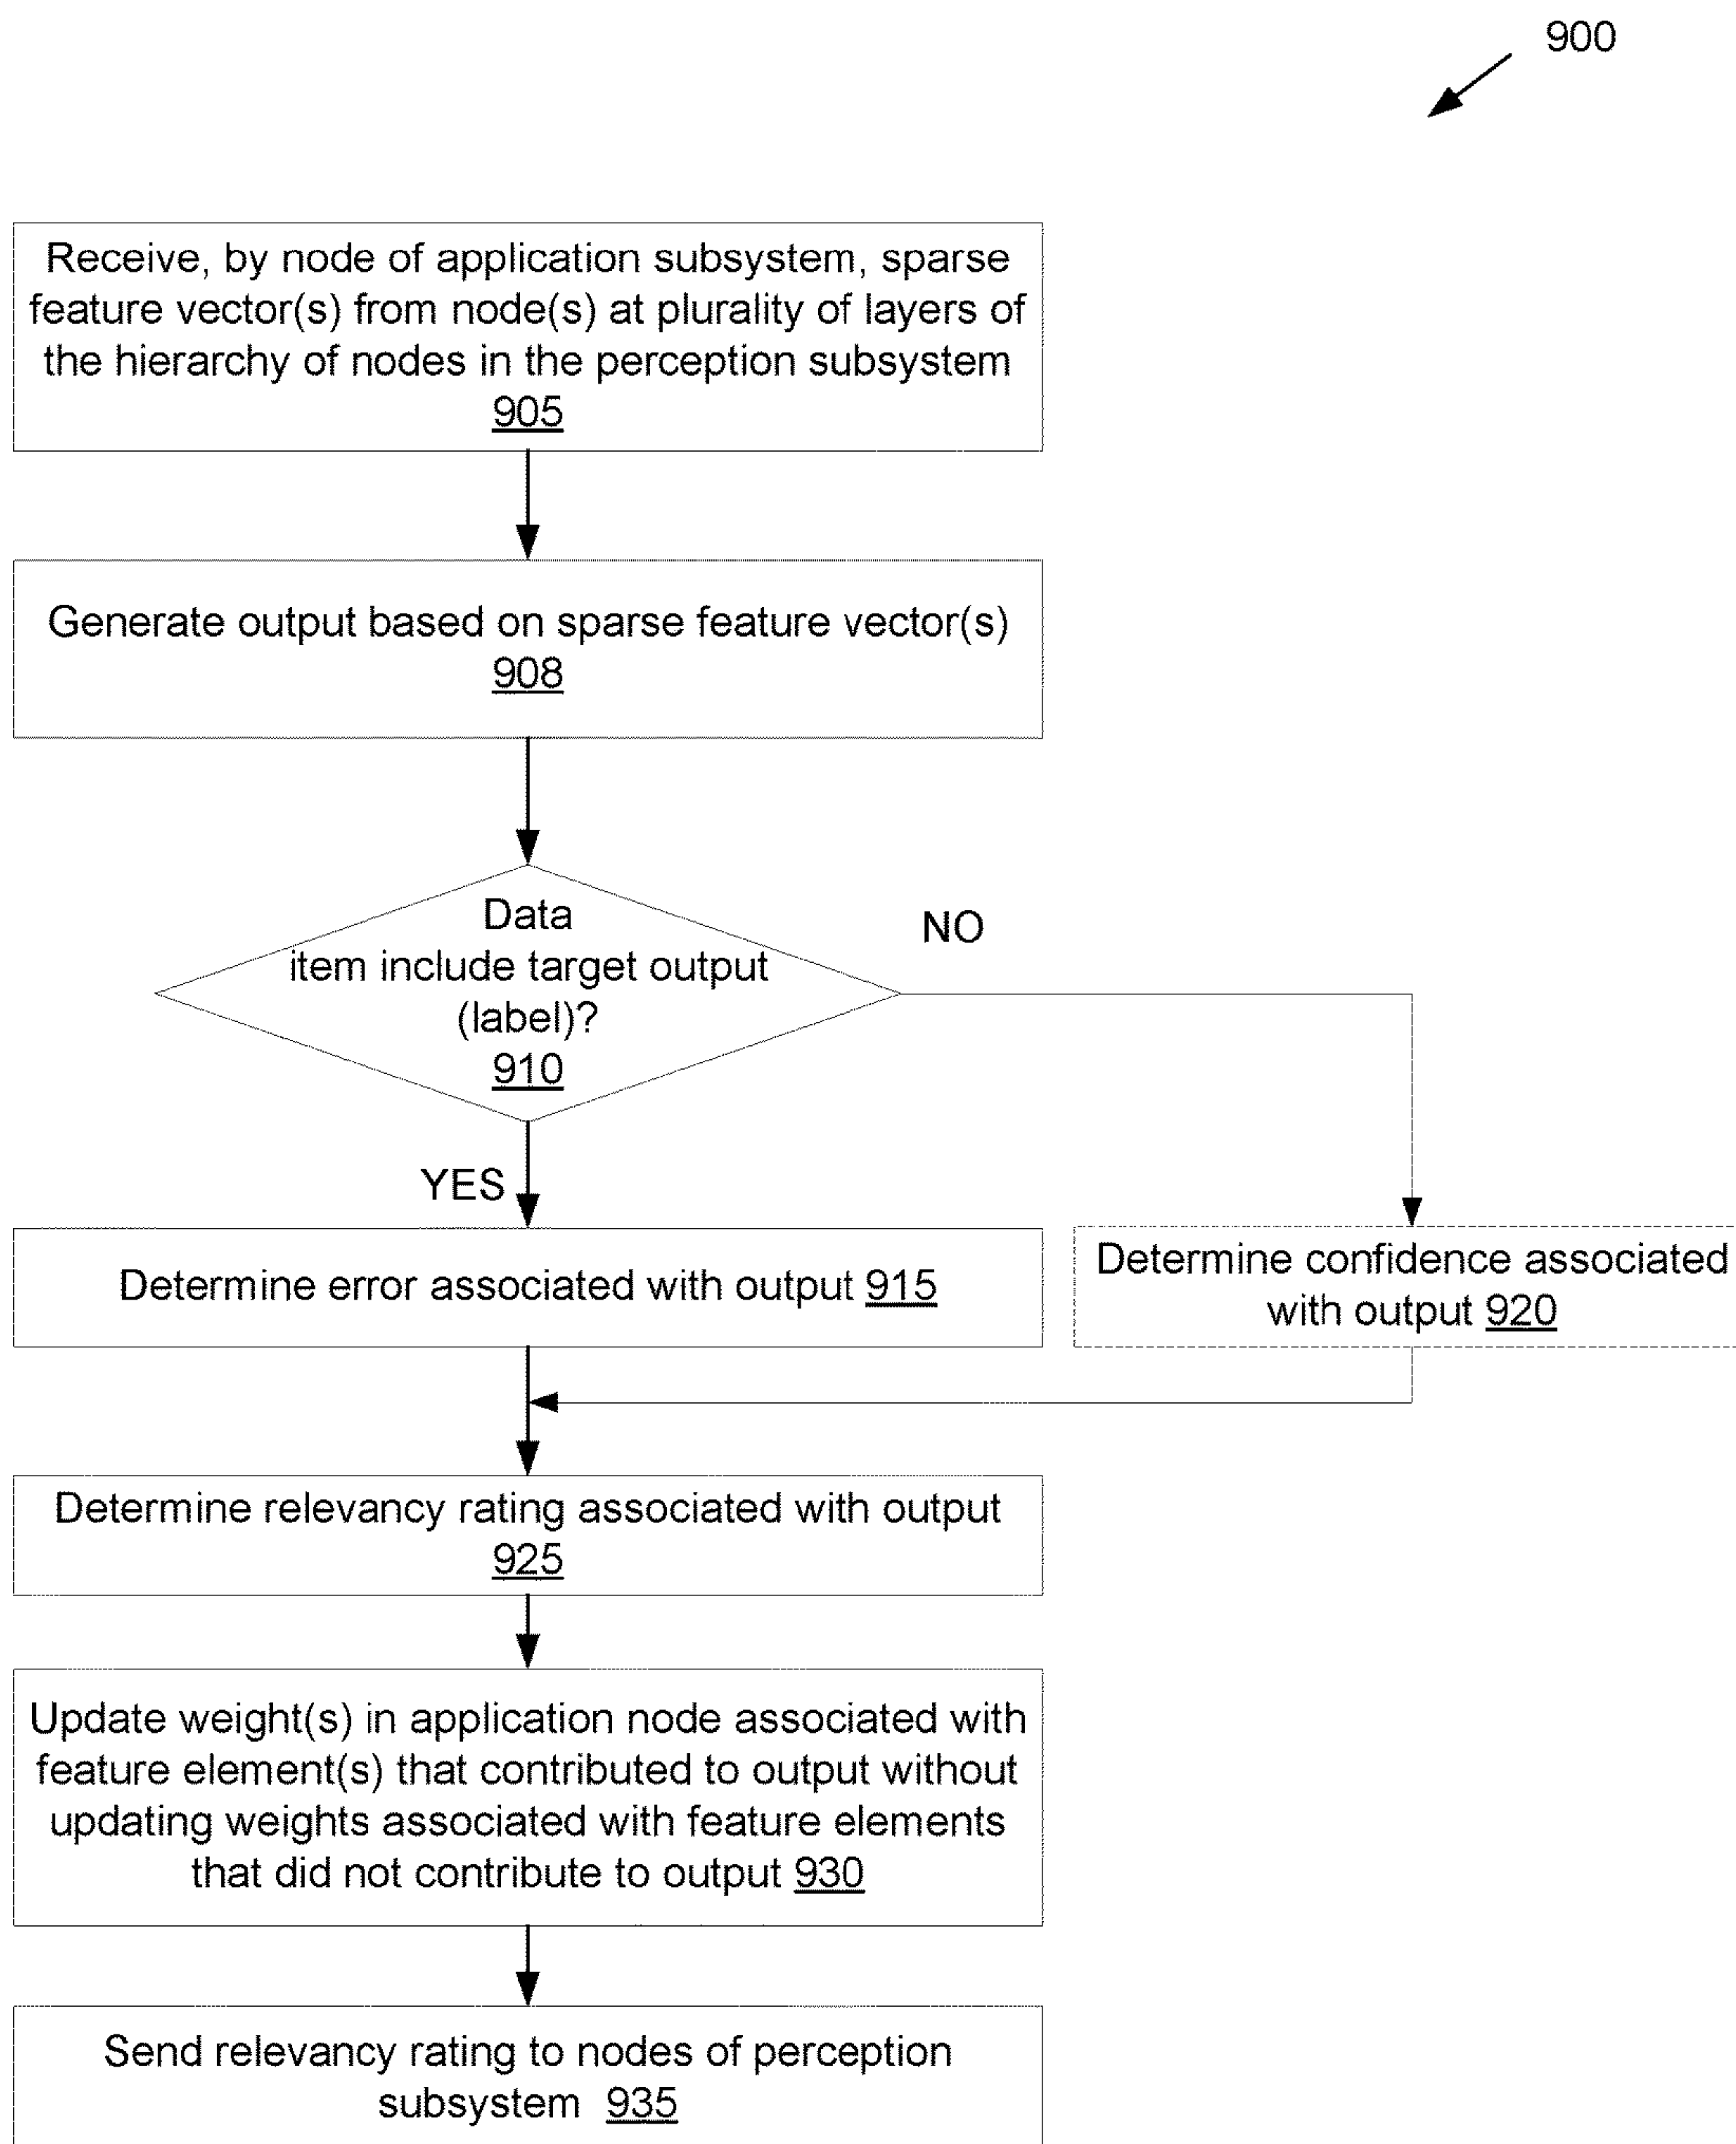 900
Receive, by node of application subsystem, sparse
feature vector(s) from node(s) at plurality of layers of
the hierarchy of nodes in the perception subsystem
905
Generate output based on sparse feature vector(s)
908
Data
item include target output
(label)?
910
NO
YES
Determine error associated with output 915
Determine confidence associated
with output 920
Determine relevancy rating associated with output
925
Update weight(s) in application node associated with
feature element(s) that contributed to output without
updating weights associated with feature elements
that did not contribute to output 930
Send relevancy rating to nodes of perception
subsystem 935